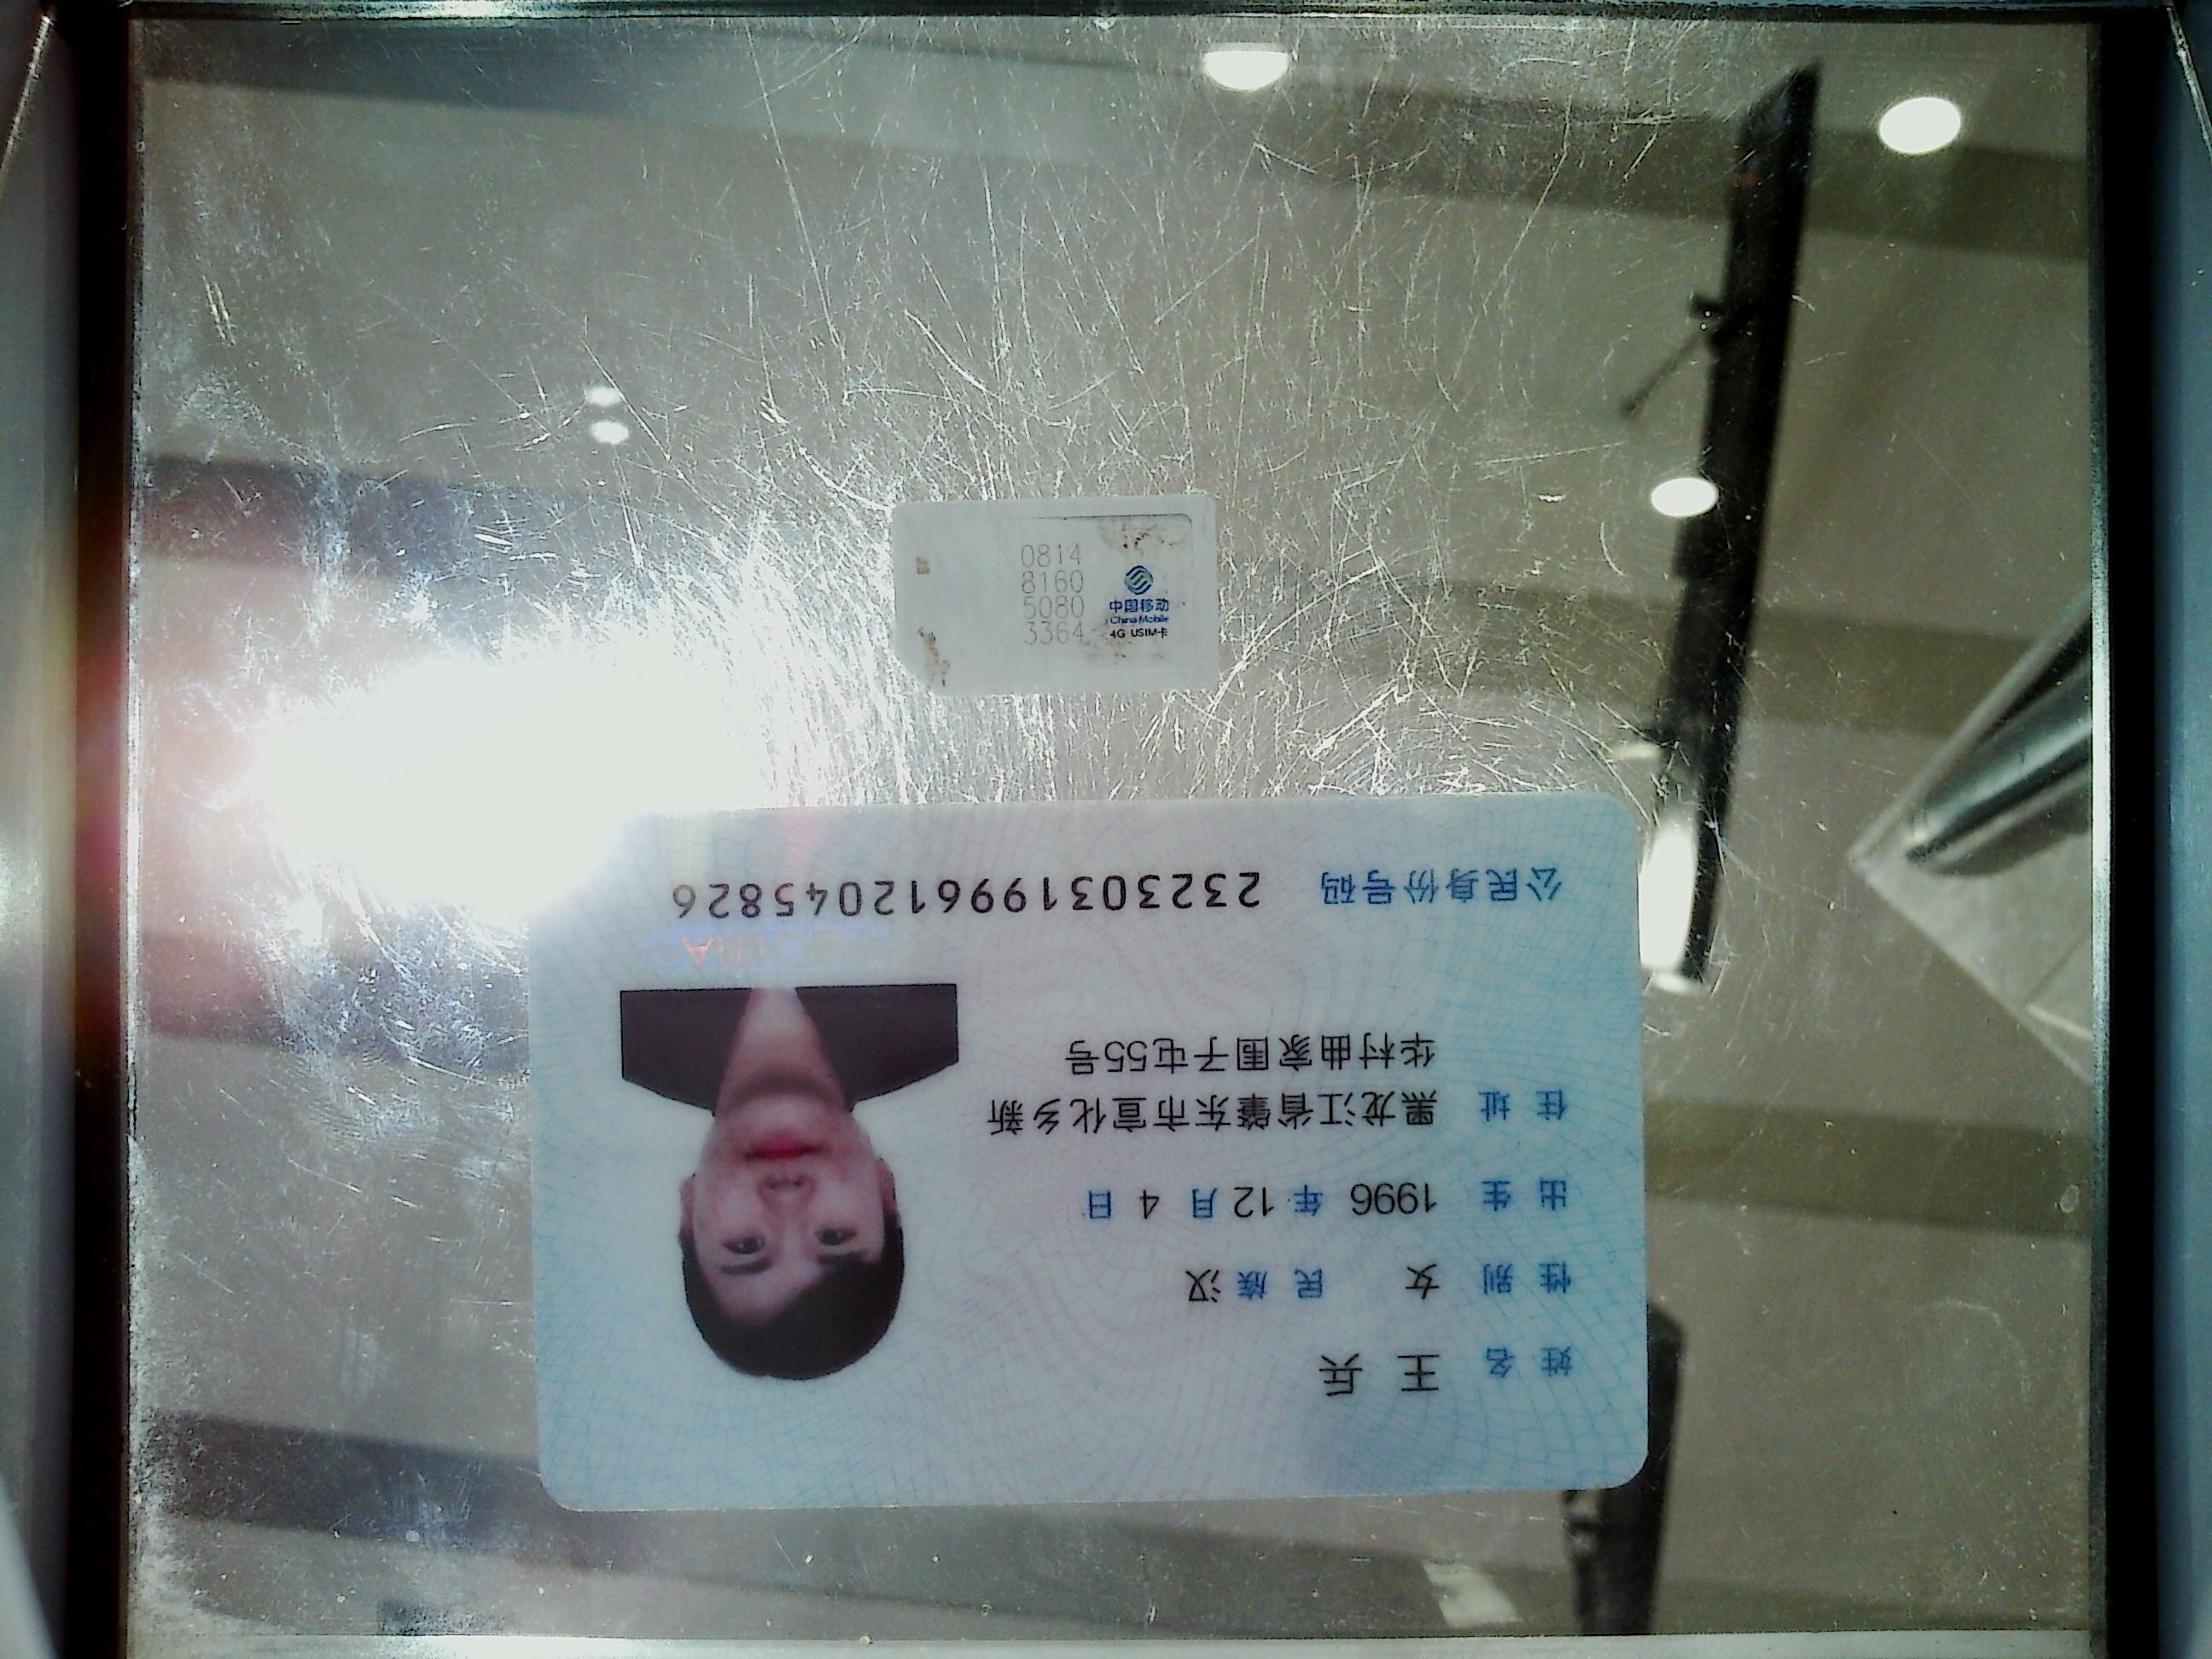 0814
8160
5080
3364
中国移动
China Mobile
4G USIM卡
姓名 王兵
性别 女 民族 汉
出生 1996 年 12 月 4 日
住址 黑龙江省肇东市宣化乡新
华村曲家围子屯55号
公民身份号码 232303199612045826